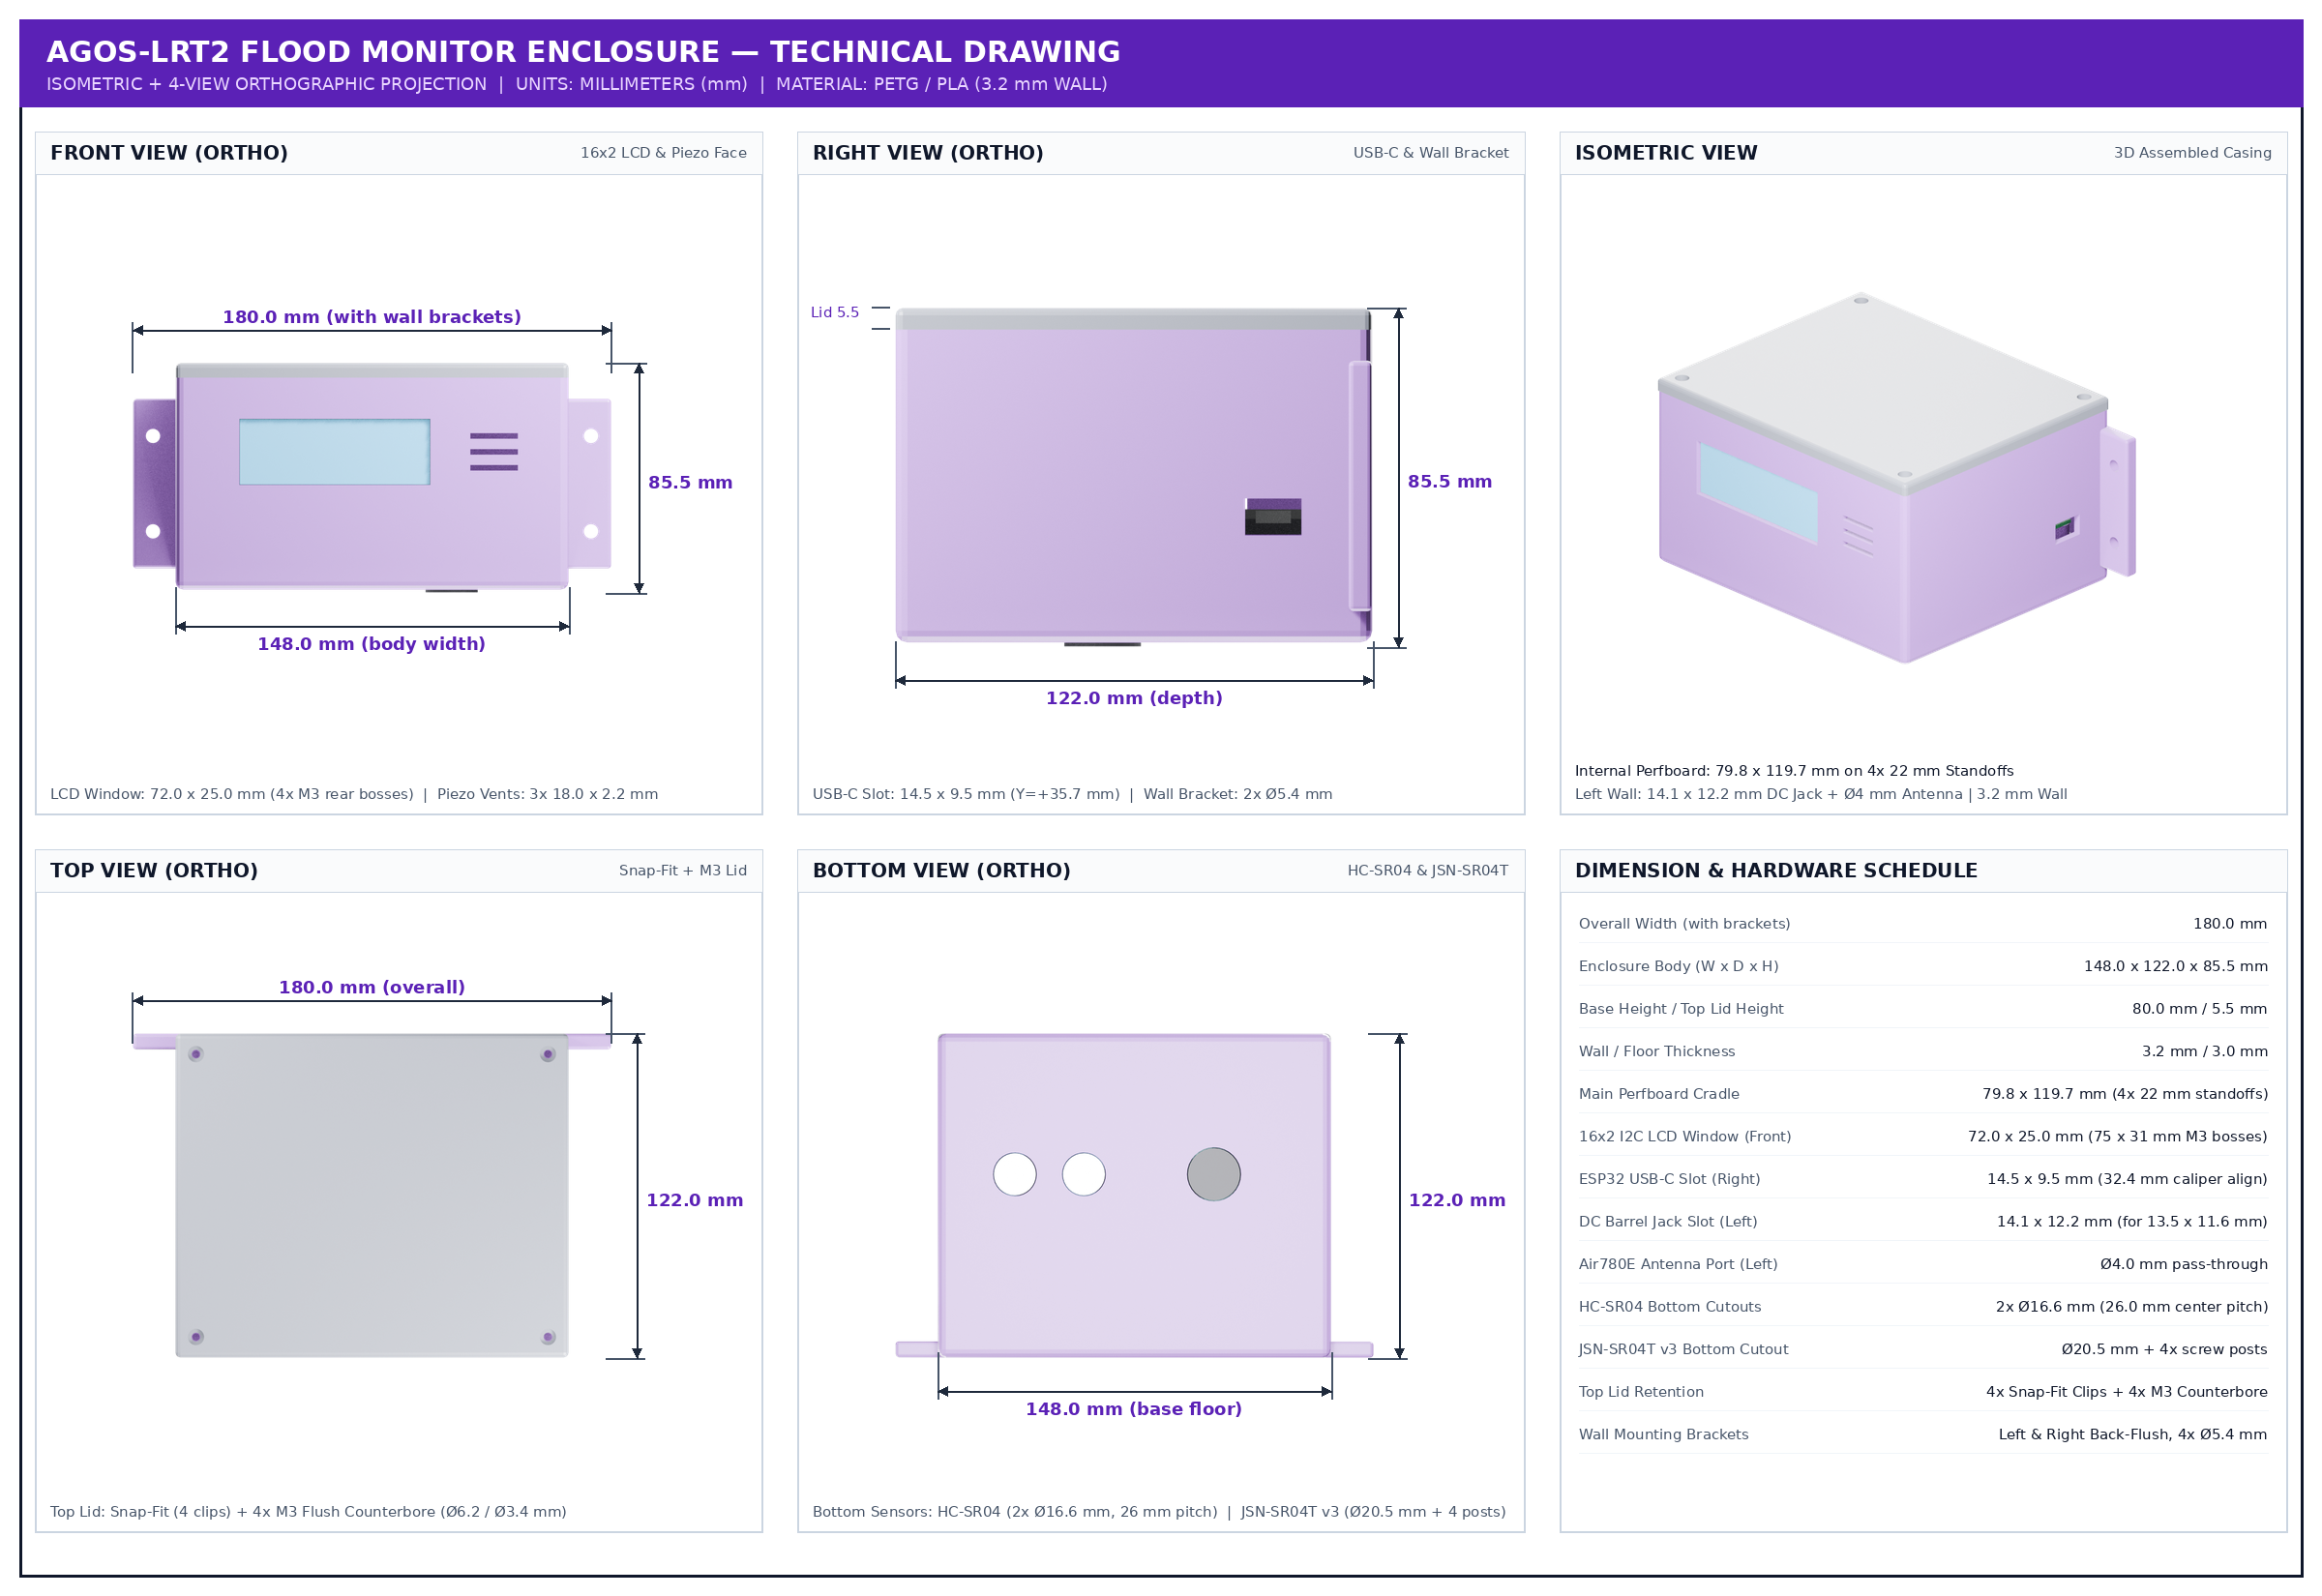 AGOS-LRT2 FLOOD MONITOR ENCLOSURE — TECHNICAL DRAWING
ISOMETRIC + 4-VIEW ORTHOGRAPHIC PROJECTION | UNITS: MILLIMETERS (mm) | MATERIAL: PETG / PLA (3.2 mm WALL)
FRONT VIEW (ORTHO)
16x2 LCD & Piezo Face
180.0 mm (with wall brackets)
85.5 mm
148.0 mm (body width)
LCD Window: 72.0 x 25.0 mm (4x M3 rear bosses) | Piezo Vents: 3x 18.0 x 2.2 mm
RIGHT VIEW (ORTHO)
USB-C & Wall Bracket
Lid 5.5
85.5 mm
122.0 mm (depth)
USB-C Slot: 14.5 x 9.5 mm (Y=+35.7 mm) | Wall Bracket: 2x Ø5.4 mm
ISOMETRIC VIEW
3D Assembled Casing
Internal Perfboard: 79.8 x 119.7 mm on 4x 22 mm Standoffs
Left Wall: 14.1 x 12.2 mm DC Jack + Ø4 mm Antenna | 3.2 mm Wall
TOP VIEW (ORTHO)
Snap-Fit + M3 Lid
180.0 mm (overall)
122.0 mm
Top Lid: Snap-Fit (4 clips) + 4x M3 Flush Counterbore (Ø6.2 / Ø3.4 mm)
BOTTOM VIEW (ORTHO)
HC-SR04 & JSN-SR04T
122.0 mm
148.0 mm (base floor)
Bottom Sensors: HC-SR04 (2x Ø16.6 mm, 26 mm pitch) | JSN-SR04T v3 (Ø20.5 mm + 4 posts)
DIMENSION & HARDWARE SCHEDULE
Overall Width (with brackets) 180.0 mm
Enclosure Body (W x D x H) 148.0 x 122.0 x 85.5 mm
Base Height / Top Lid Height 80.0 mm / 5.5 mm
Wall / Floor Thickness 3.2 mm / 3.0 mm
Main Perfboard Cradle 79.8 x 119.7 mm (4x 22 mm standoffs)
16x2 I2C LCD Window (Front) 72.0 x 25.0 mm (75 x 31 mm M3 bosses)
ESP32 USB-C Slot (Right) 14.5 x 9.5 mm (32.4 mm caliper align)
DC Barrel Jack Slot (Left) 14.1 x 12.2 mm (for 13.5 x 11.6 mm)
Air780E Antenna Port (Left) Ø4.0 mm pass-through
HC-SR04 Bottom Cutouts 2x Ø16.6 mm (26.0 mm center pitch)
JSN-SR04T v3 Bottom Cutout Ø20.5 mm + 4x screw posts
Top Lid Retention 4x Snap-Fit Clips + 4x M3 Counterbore
Wall Mounting Brackets Left & Right Back-Flush, 4x Ø5.4 mm